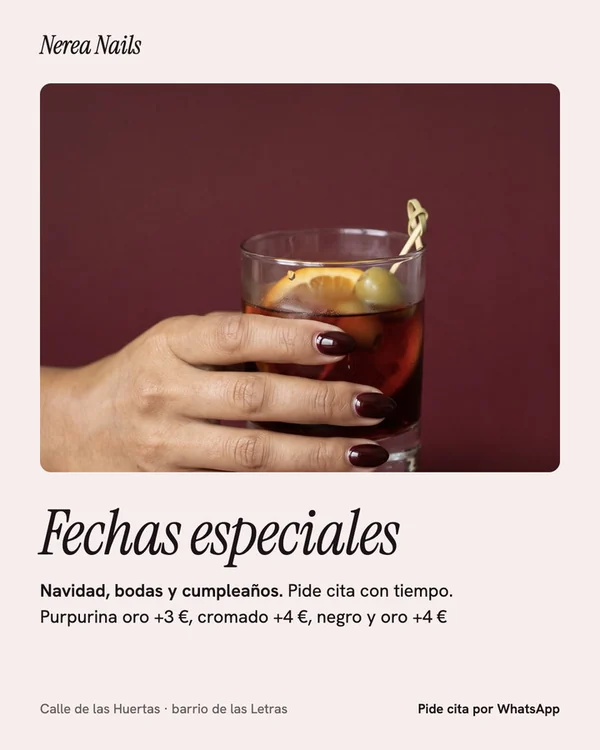 Nerea Nails
Fechas especiales
Navidad, bodas y cumpleaños. Pide cita con tiempo.
Purpurina oro +3 €, cromado +4 €, negro y oro +4 €
Calle de las Huertas · barrio de las Letras
Pide cita por WhatsApp